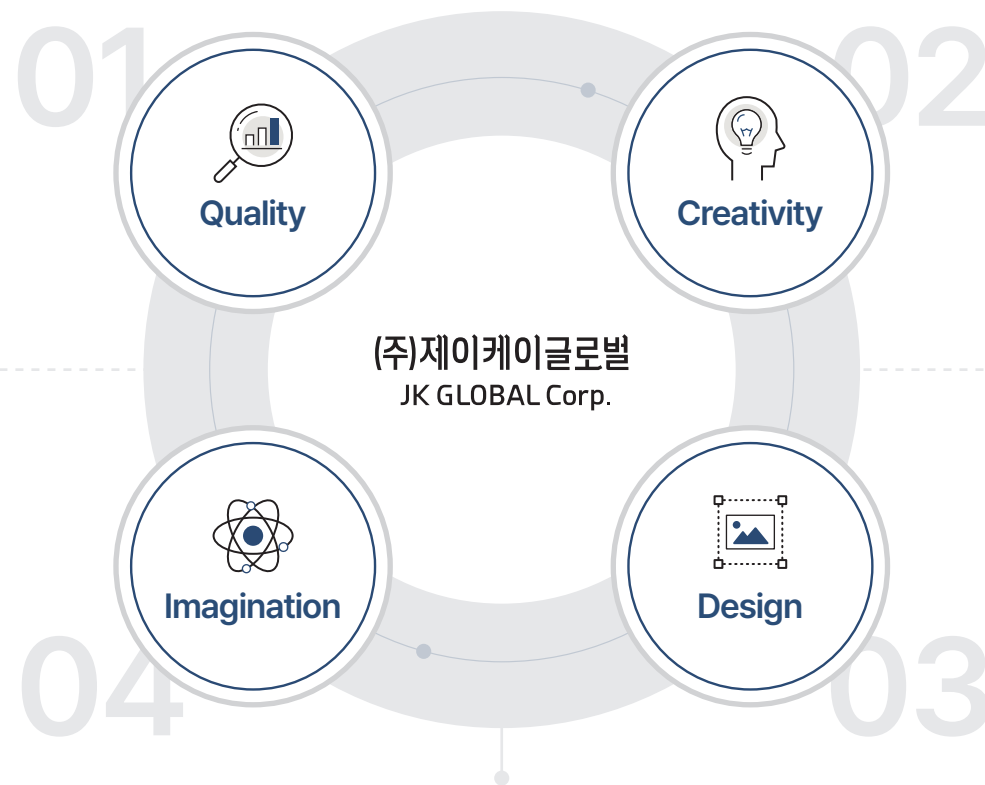 01
02
Quality
Creativity
(주)제이케이글로벌
JK GLOBAL Corp.
Imagination
Design
04
03